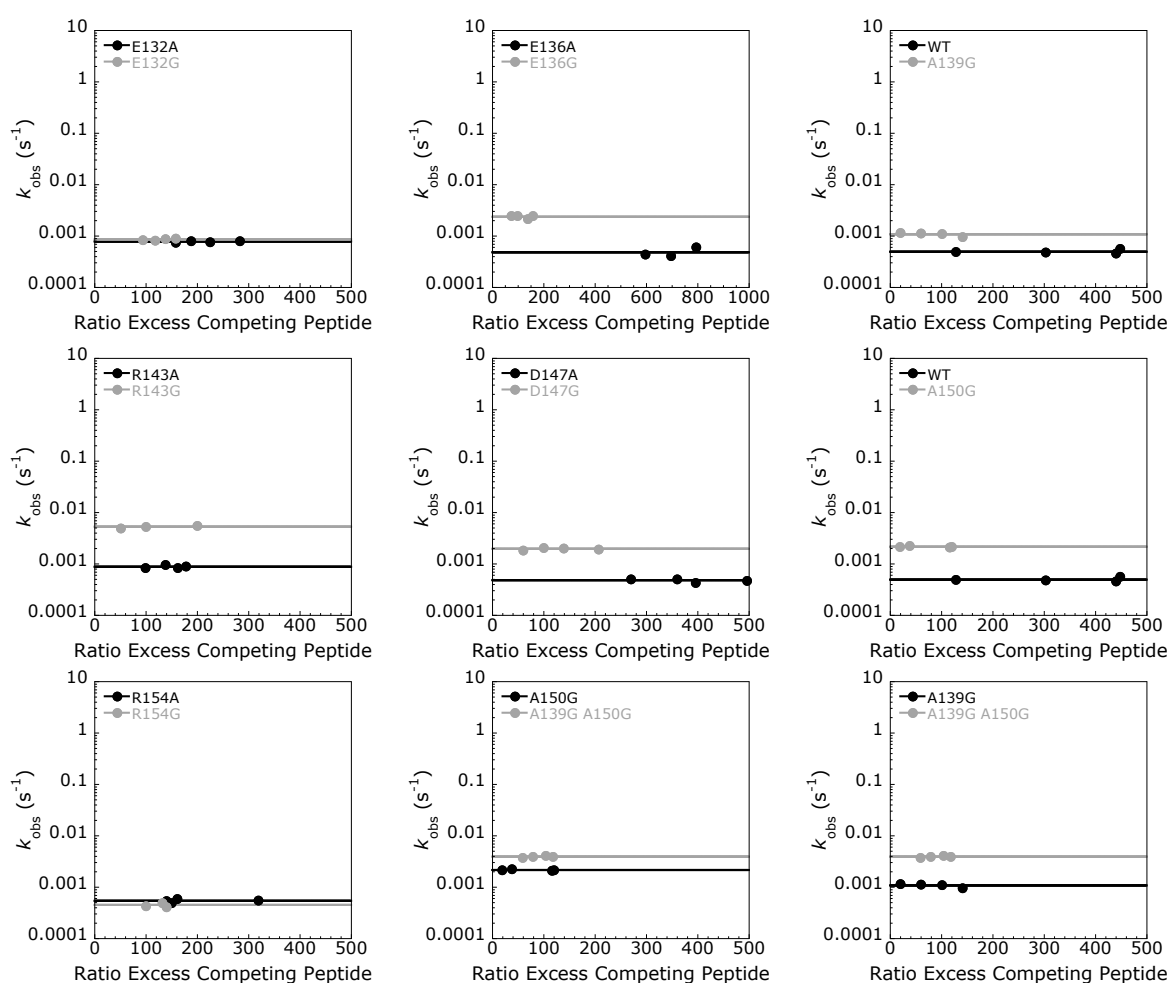 E132A
E132G
10
1
0.1
0.01
0.001
0.0001
k obs (s-1)
0 100 200 300 400 500
Ratio Excess Competing Peptide
E136A
E136G
10
1
0.1
0.01
0.001
0.0001
k obs (s-1)
0 200 400 600 800 1000
Ratio Excess Competing Peptide
WT
A139G
10
1
0.1
0.01
0.001
0.0001
k obs (s-1)
0 100 200 300 400 500
Ratio Excess Competing Peptide
R143A
R143G
10
1
0.1
0.01
0.001
0.0001
k obs (s-1)
0 100 200 300 400 500
Ratio Excess Competing Peptide
D147A
D147G
10
1
0.1
0.01
0.001
0.0001
k obs (s-1)
0 100 200 300 400 500
Ratio Excess Competing Peptide
WT
A150G
10
1
0.1
0.01
0.001
0.0001
k obs (s-1)
0 100 200 300 400 500
Ratio Excess Competing Peptide
R154A
R154G
10
1
0.1
0.01
0.001
0.0001
k obs (s-1)
0 100 200 300 400 500
Ratio Excess Competing Peptide
A150G
A139G A150G
10
1
0.1
0.01
0.001
0.0001
k obs (s-1)
0 100 200 300 400 500
Ratio Excess Competing Peptide
A139G
A139G A150G
10
1
0.1
0.01
0.001
0.0001
k obs (s-1)
0 100 200 300 400 500
Ratio Excess Competing Peptide